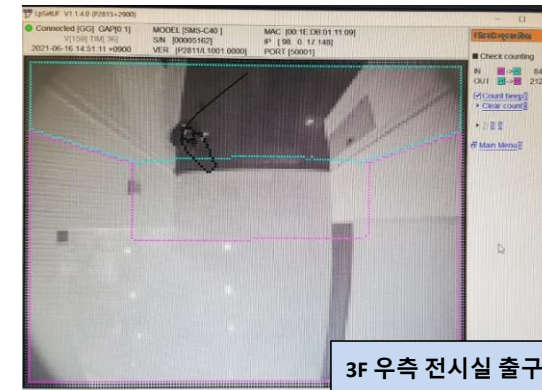 LpSetUF V1.1.4.0 (P2815+2900)
Connected [GG] GAP[0:1]
V[159] TIM[ 36]
2021-06-16 14:51:11 +0900
MODEL [SMS-C40 ]
S/N [00005162]
VER [P2811/L1001.0000]
MAC [00:1E:DB:01:11:09]
IP [ 98. 0. 17.148]
PORT [50001]
Check counting
IN -> 84
OUT -> 212
Count beep
Clear count
Main Menu
3F 우측 전시실 출구